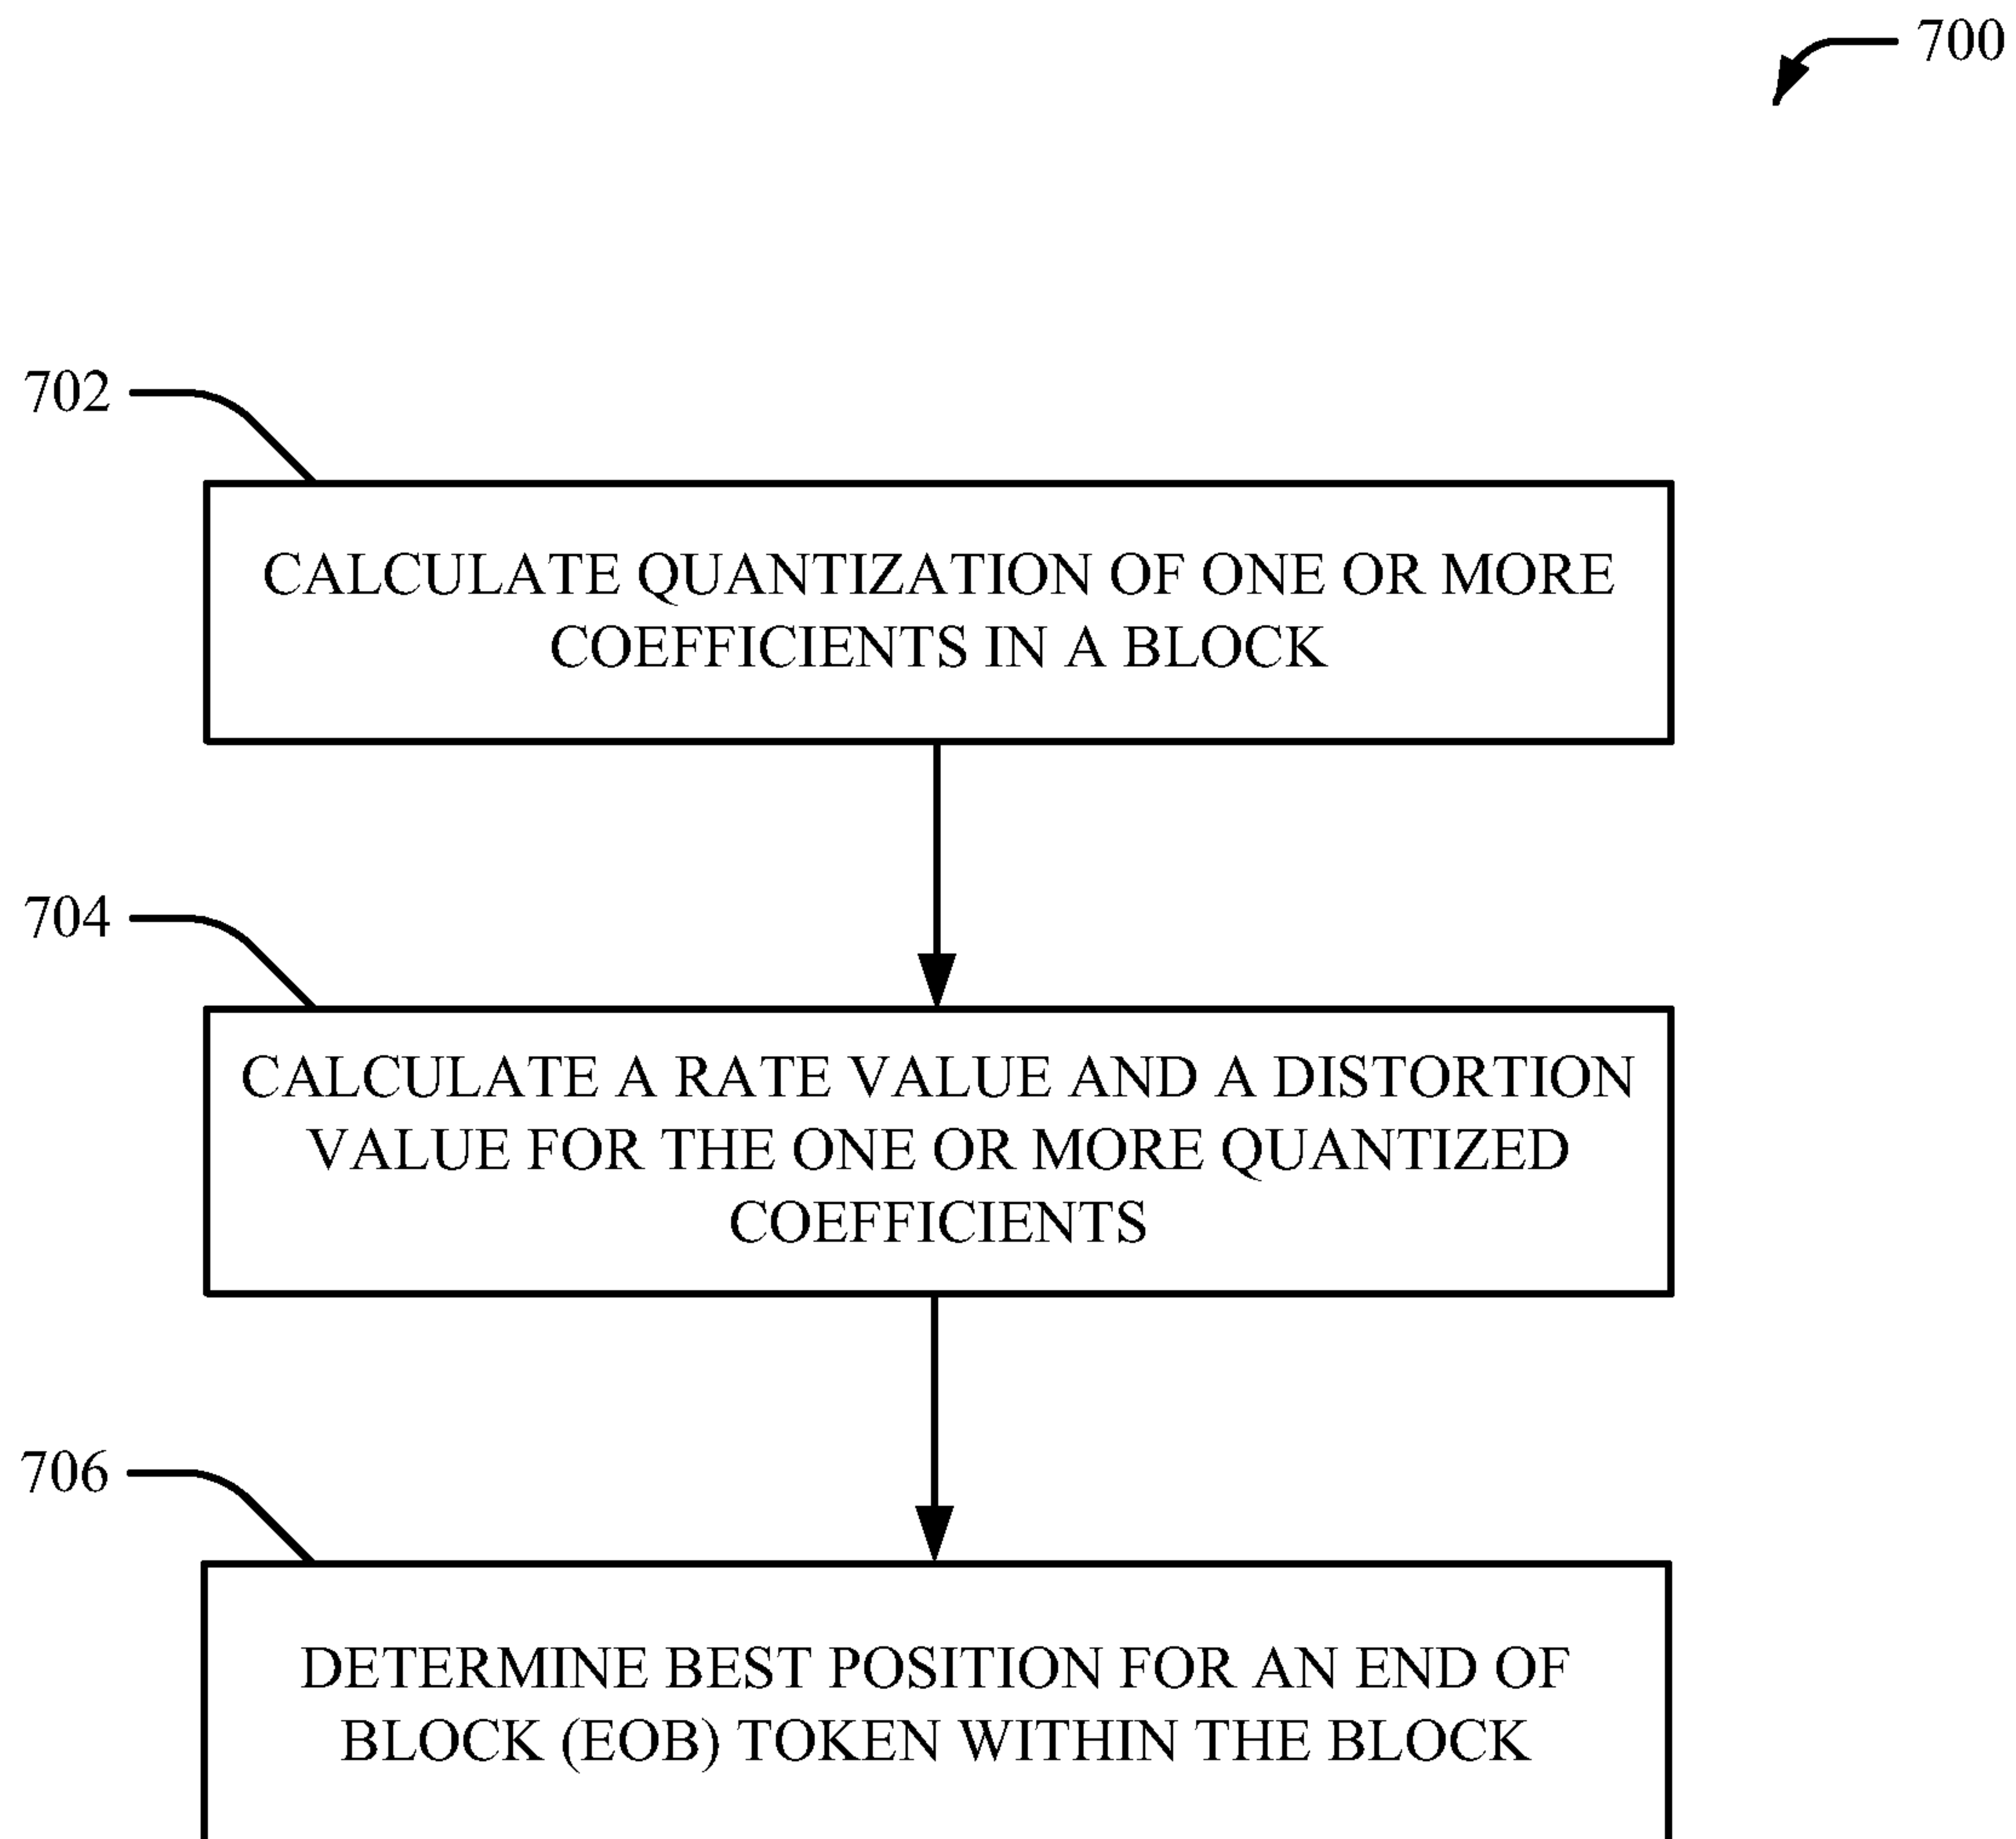 700
702
CALCULATE QUANTIZATION OF ONE OR MORE
COEFFICIENTS IN A BLOCK
704
CALCULATE A RATE VALUE AND A DISTORTION
VALUE FOR THE ONE OR MORE QUANTIZED
COEFFICIENTS
706
DETERMINE BEST POSITION FOR AN END OF
BLOCK (EOB) TOKEN WITHIN THE BLOCK